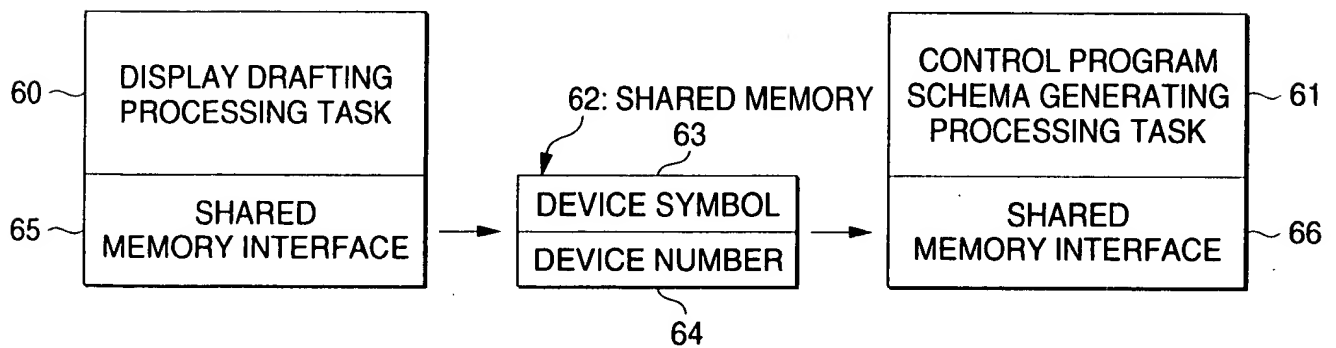 60
DISPLAY DRAFTING
PROCESSING TASK
65
SHARED
MEMORY INTERFACE
62: SHARED MEMORY
63
DEVICE SYMBOL
DEVICE NUMBER
64
CONTROL PROGRAM
SCHEMA GENERATING
PROCESSING TASK
61
SHARED
MEMORY INTERFACE
66